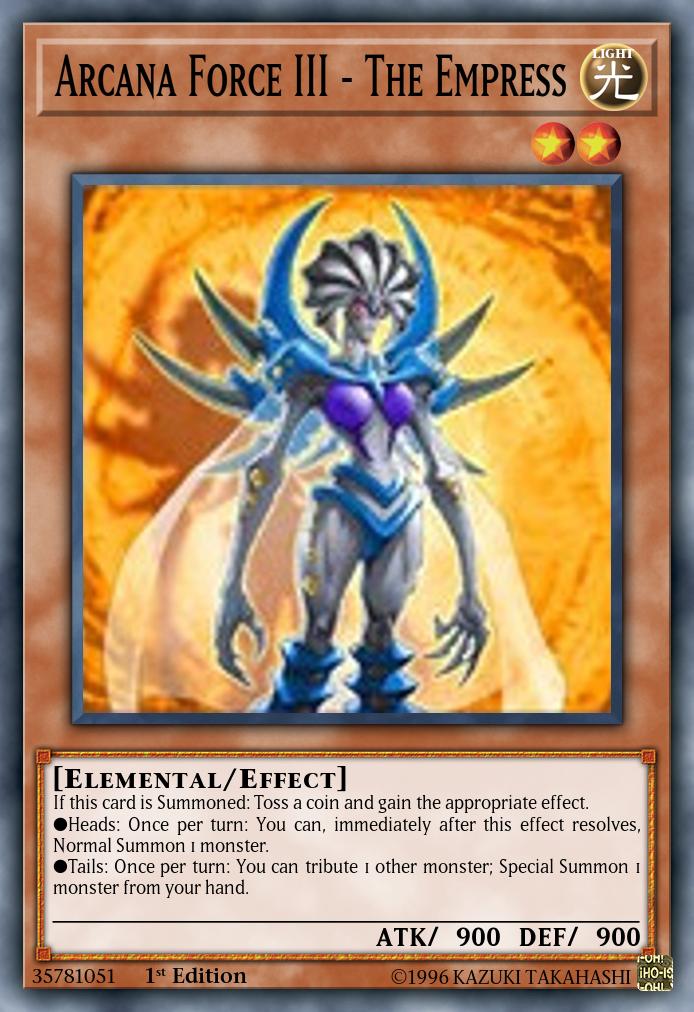 ARCANA FORCE III - THE EMPRESS
LIGHT
光
[ELEMENTAL/EFFECT]
If this card is Summoned: Toss a coin and gain the appropriate effect.
●Heads: Once per turn: You can, immediately after this effect resolves,
Normal Summon 1 monster.
●Tails: Once per turn: You can tribute 1 other monster; Special Summon 1
monster from your hand.
ATK/ 900 DEF/ 900
35781051 1st Edition ©1996 KAZUKI TAKAHASHI